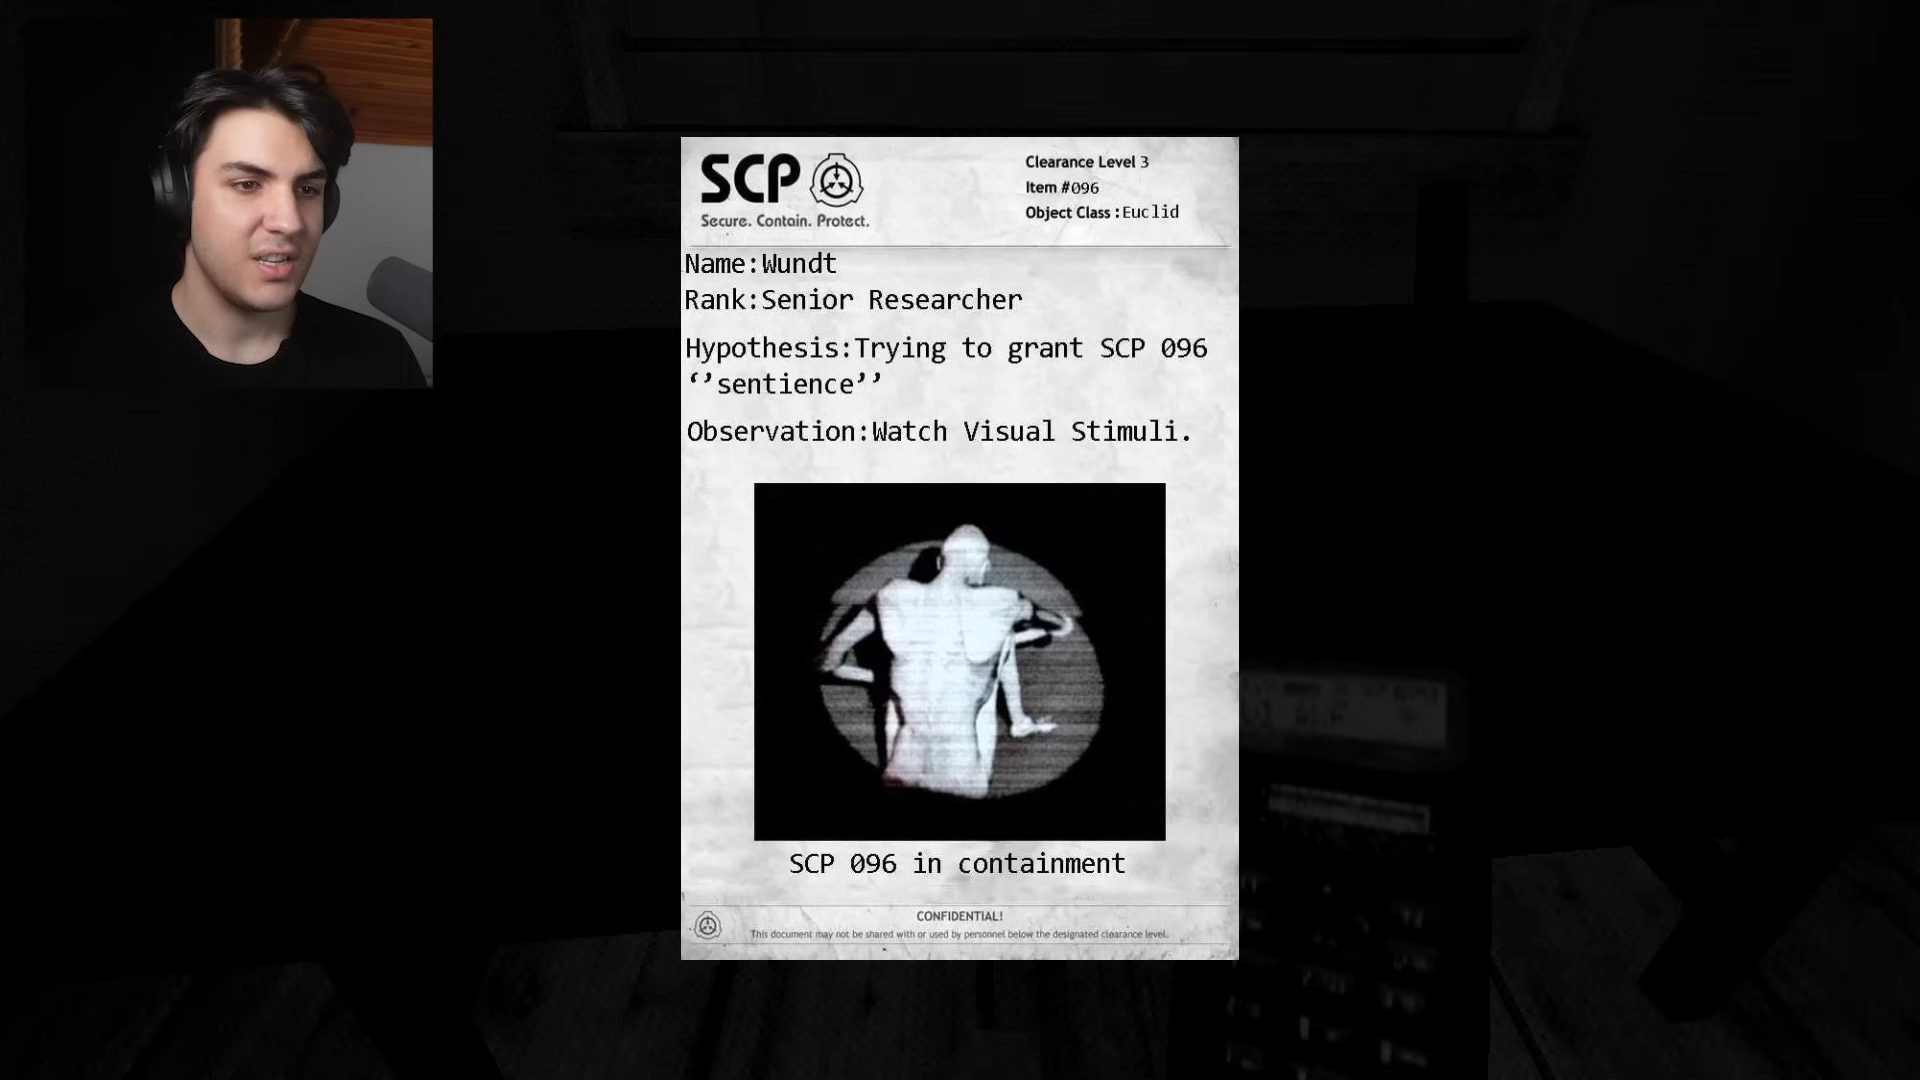 SCP
Secure. Contain. Protect.
Clearance Level 3
Item #096
Object Class : Euclid
Name:Wundt
Rank:Senior Researcher
Hypothesis:Trying to grant SCP 096
‘’sentience’’
Observation:Watch Visual Stimuli.
SCP 096 in containment
CONFIDENTIAL!
This document may not be shared with or used by personnel below the designated clearance level.